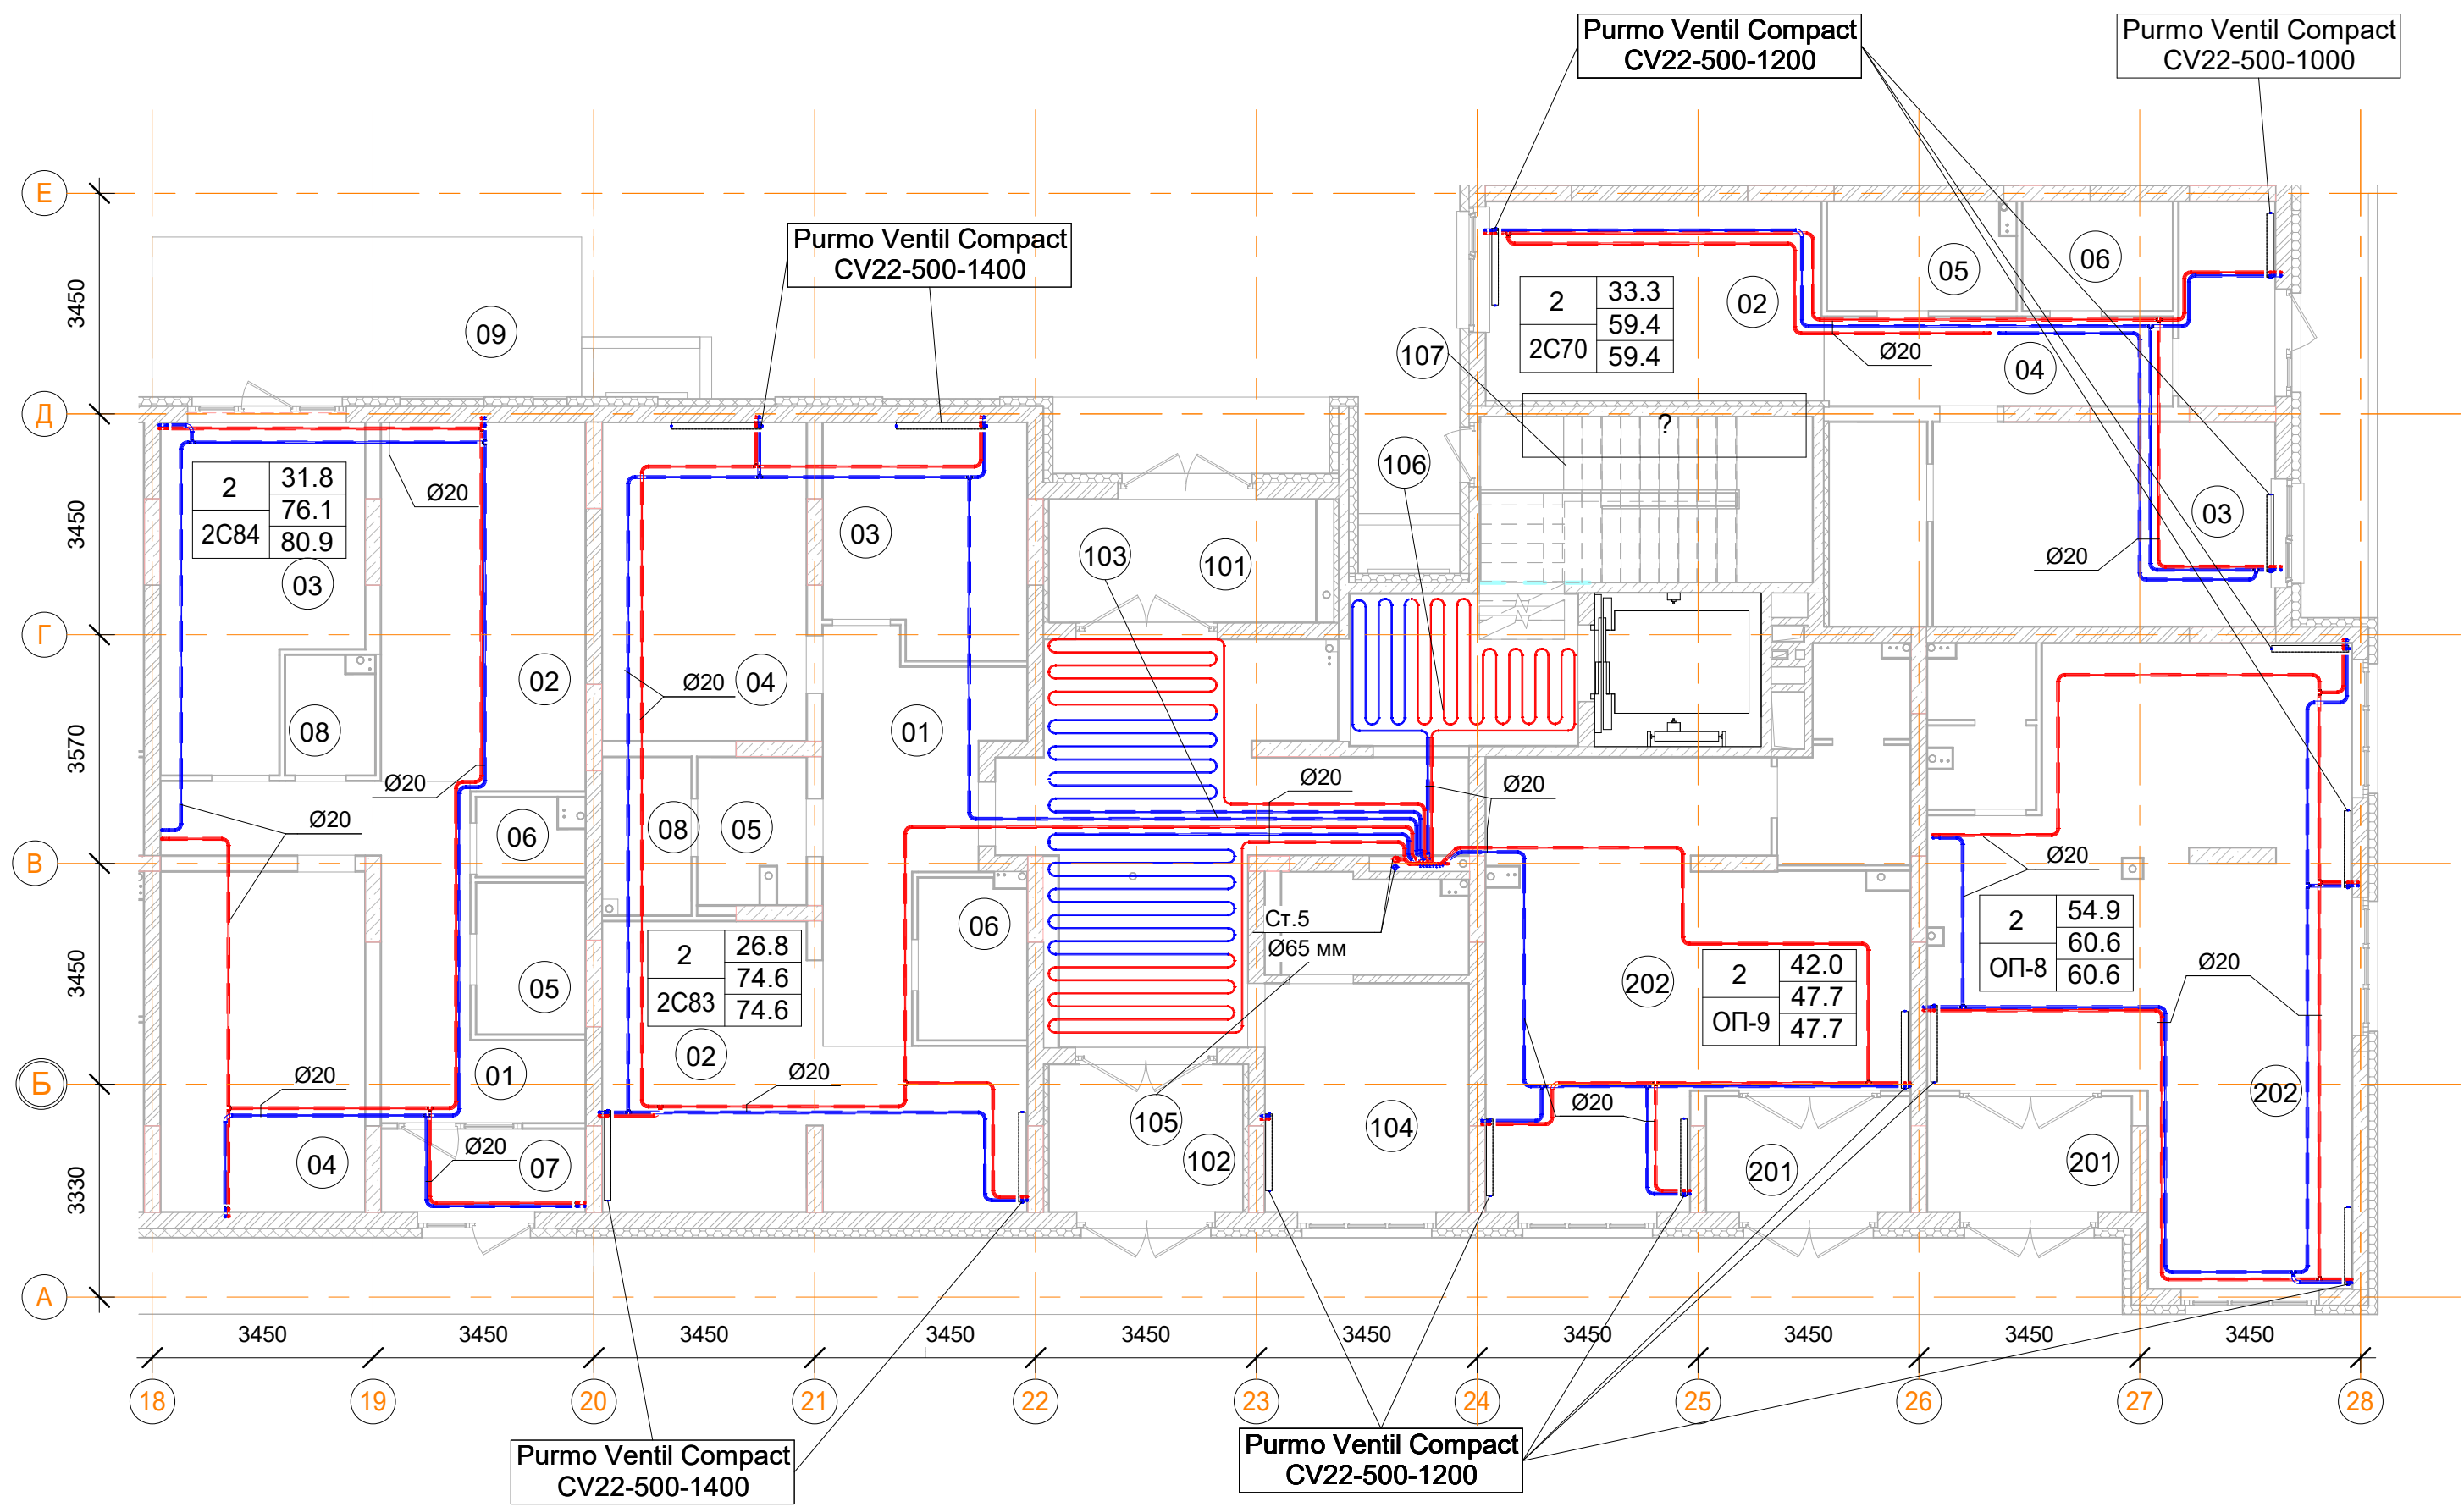 Purmo Ventil Compact
CV22-500-1200
Purmo Ventil Compact
CV22-500-1000
Purmo Ventil Compact
CV22-500-1400
Е
Д
Г
В
Б
А
3450
3450
3570
3450
3330
09
2
33.3
59.4
2С70
59.4
02
05
06
04
Ø20
107
?
106
03
Ø20
2
31.8
76.1
2С84
80.9
03
Ø20
02
08
Ø20
Ø20
06
05
01
Ø20
04
Ø20
07
03
04
Ø20
01
08
05
06
2
26.8
74.6
2С83
74.6
02
Ø20
103
101
Ø20
Ø20
Ст.5
Ø65 мм
105
102
104
202
2
42.0
47.7
ОП-9
47.7
Ø20
201
Ø20
2
54.9
60.6
ОП-8
60.6
Ø20
202
201
3450
3450
3450
3450
3450
3450
3450
3450
3450
3450
18
19
20
21
22
23
24
25
26
27
28
Purmo Ventil Compact
CV22-500-1400
Purmo Ventil Compact
CV22-500-1200